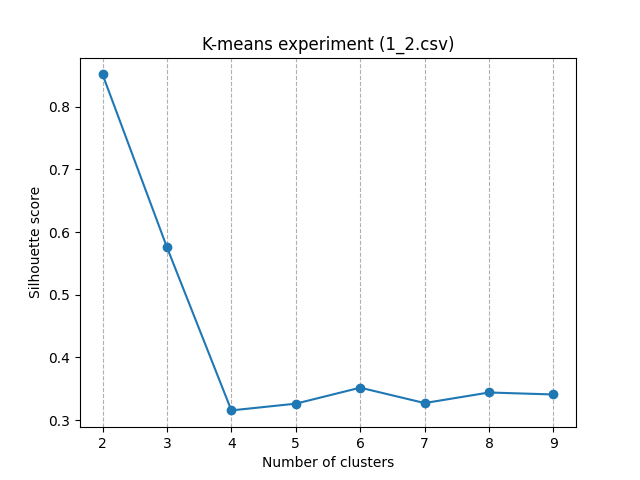 K-means experiment (1_2.csv)
Silhouette score
0.8
0.7
0.6
0.5
0.4
0.3
2 3 4 5 6 7 8 9
Number of clusters